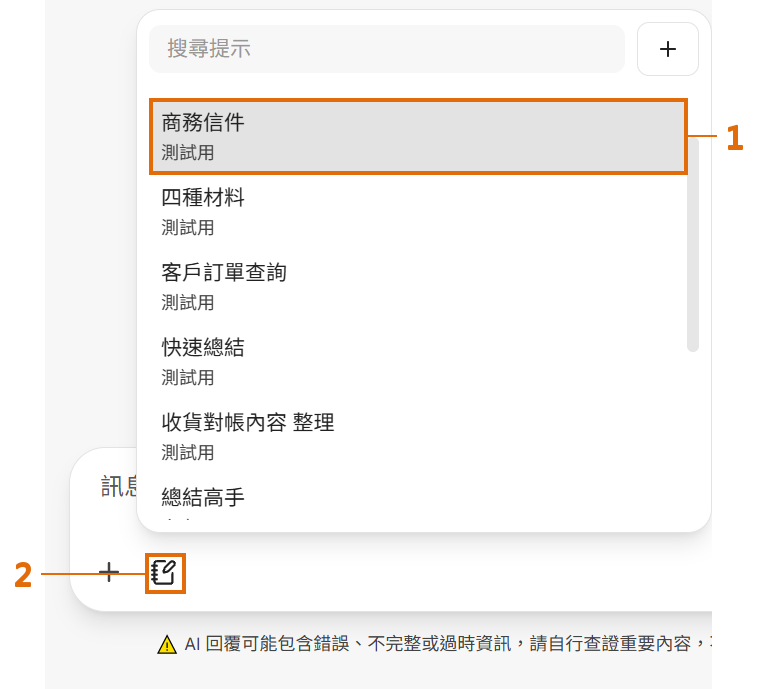 搜尋提示
商務信件
測試用
1
四種材料
測試用
客戶訂單查詢
測試用
快速總結
測試用
收貨對帳內容 整理
測試用
總結高手
訊息
2
AI 回覆可能包含錯誤、不完整或過時資訊，請自行查證重要內容，